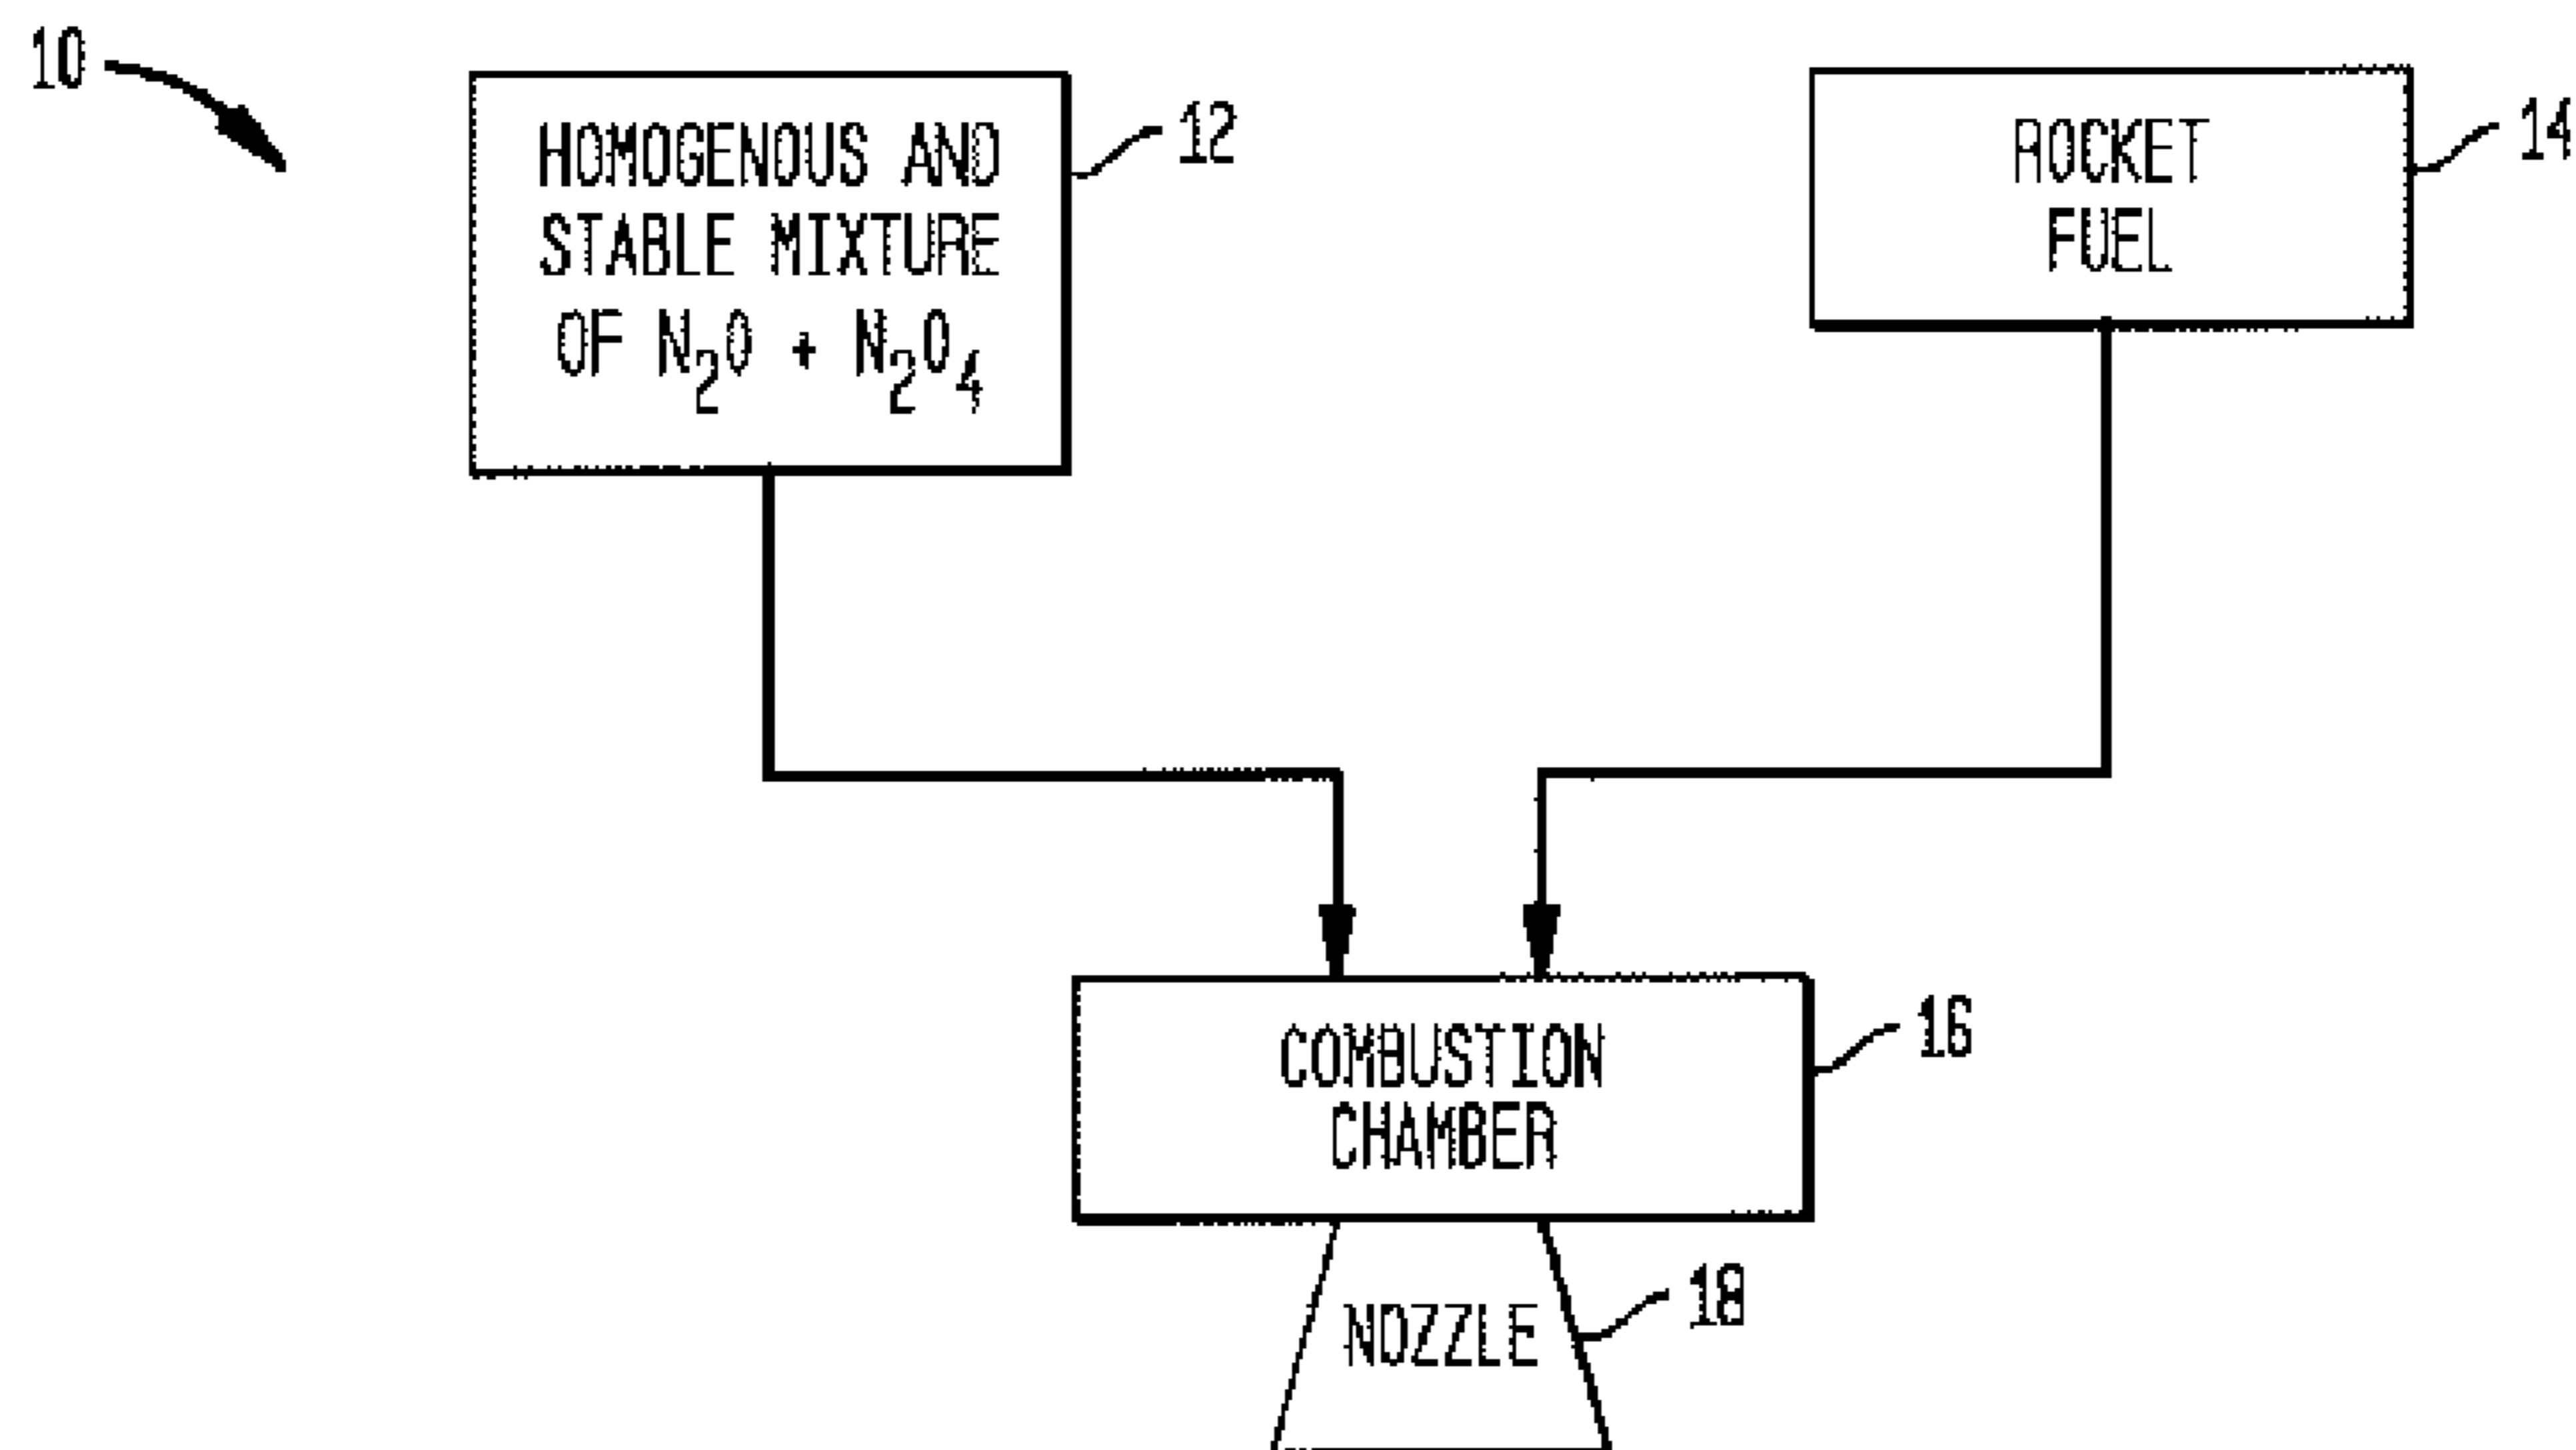 10
HOMOGENOUS AND
STABLE MIXTURE
OF N₂O + N₂O₄
12
ROCKET
FUEL
14
COMBUSTION
CHAMBER
16
NOZZLE
18